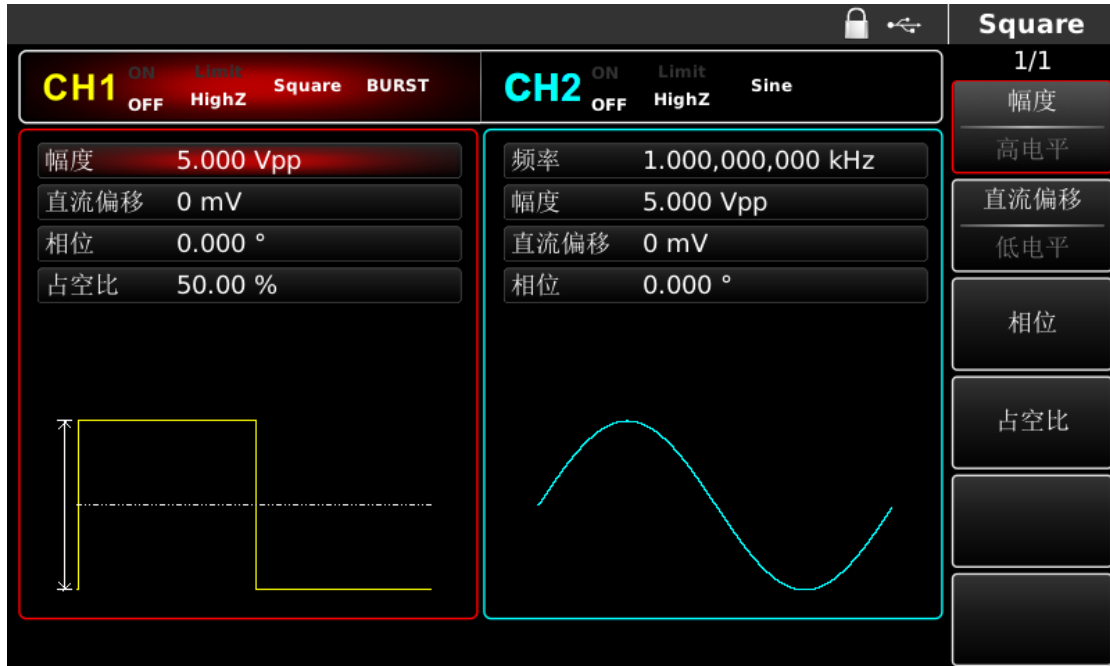 Square
1/1
CH1 ON OFF Limit HighZ Square BURST
CH2 ON OFF Limit HighZ Sine
幅度 5.000 Vpp
直流偏移 0 mV
相位 0.000 °
占空比 50.00 %
频率 1.000,000,000 kHz
幅度 5.000 Vpp
直流偏移 0 mV
相位 0.000 °
幅度
高电平
直流偏移
低电平
相位
占空比